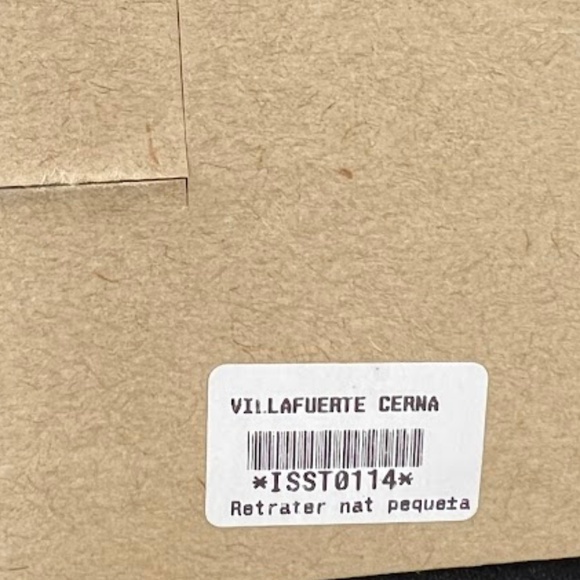 VILLAFUERTE CERNA
*ISST0114*
Retrater nat pequeta